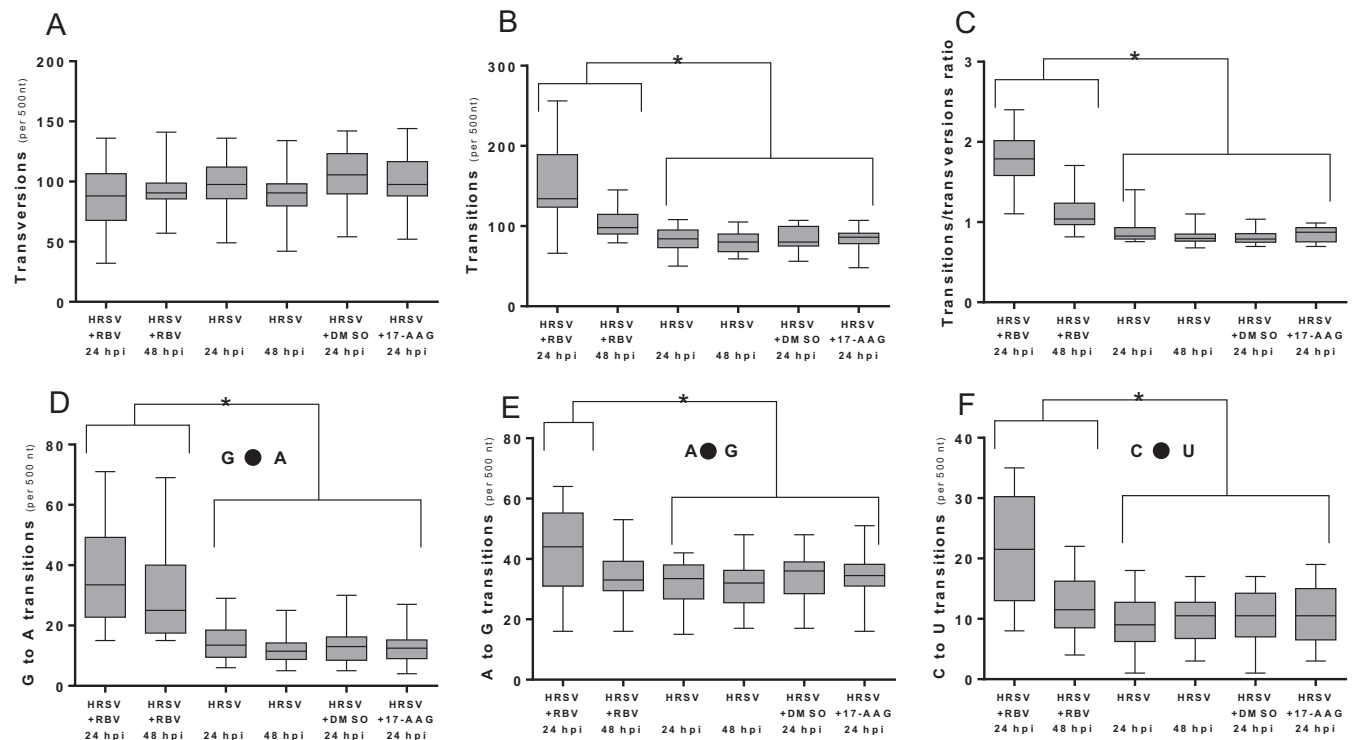 A
Transversions (per 500nt)
200
150
100
50
0
HRSV HRSV HRSV HRSV HRSV HRSV
+RBV +RBV +DMSO +17-AAG
24 hpi 48 hpi 24 hpi 48 hpi 24 hpi 24 hpi
B
Transitions (per 500nt)
*
300
200
100
0
HRSV HRSV HRSV HRSV HRSV HRSV
+RBV +RBV +DMSO +17-AAG
24 hpi 48 hpi 24 hpi 48 hpi 24 hpi 24 hpi
C
Transitions/transversions ratio
*
3
2
1
0
HRSV HRSV HRSV HRSV HRSV HRSV
+RBV +RBV +DMSO +17-AAG
24 hpi 48 hpi 24 hpi 48 hpi 24 hpi 24 hpi
D
G to A transitions (per 500 nt)
*
G ● A
80
60
40
20
0
HRSV HRSV HRSV HRSV HRSV HRSV
+RBV +RBV +DMSO +17-AAG
24 hpi 48 hpi 24 hpi 48 hpi 24 hpi 24 hpi
E
A to G transitions (per 500 nt)
*
A ● G
80
60
40
20
0
HRSV HRSV HRSV HRSV HRSV HRSV
+RBV +RBV +DMSO +17-AAG
24 hpi 48 hpi 24 hpi 48 hpi 24 hpi 24 hpi
F
C to U transitions (per 500 nt)
*
C ● U
40
30
20
10
0
HRSV HRSV HRSV HRSV HRSV HRSV
+RBV +RBV +DMSO +17-AAG
24 hpi 48 hpi 24 hpi 48 hpi 24 hpi 24 hpi